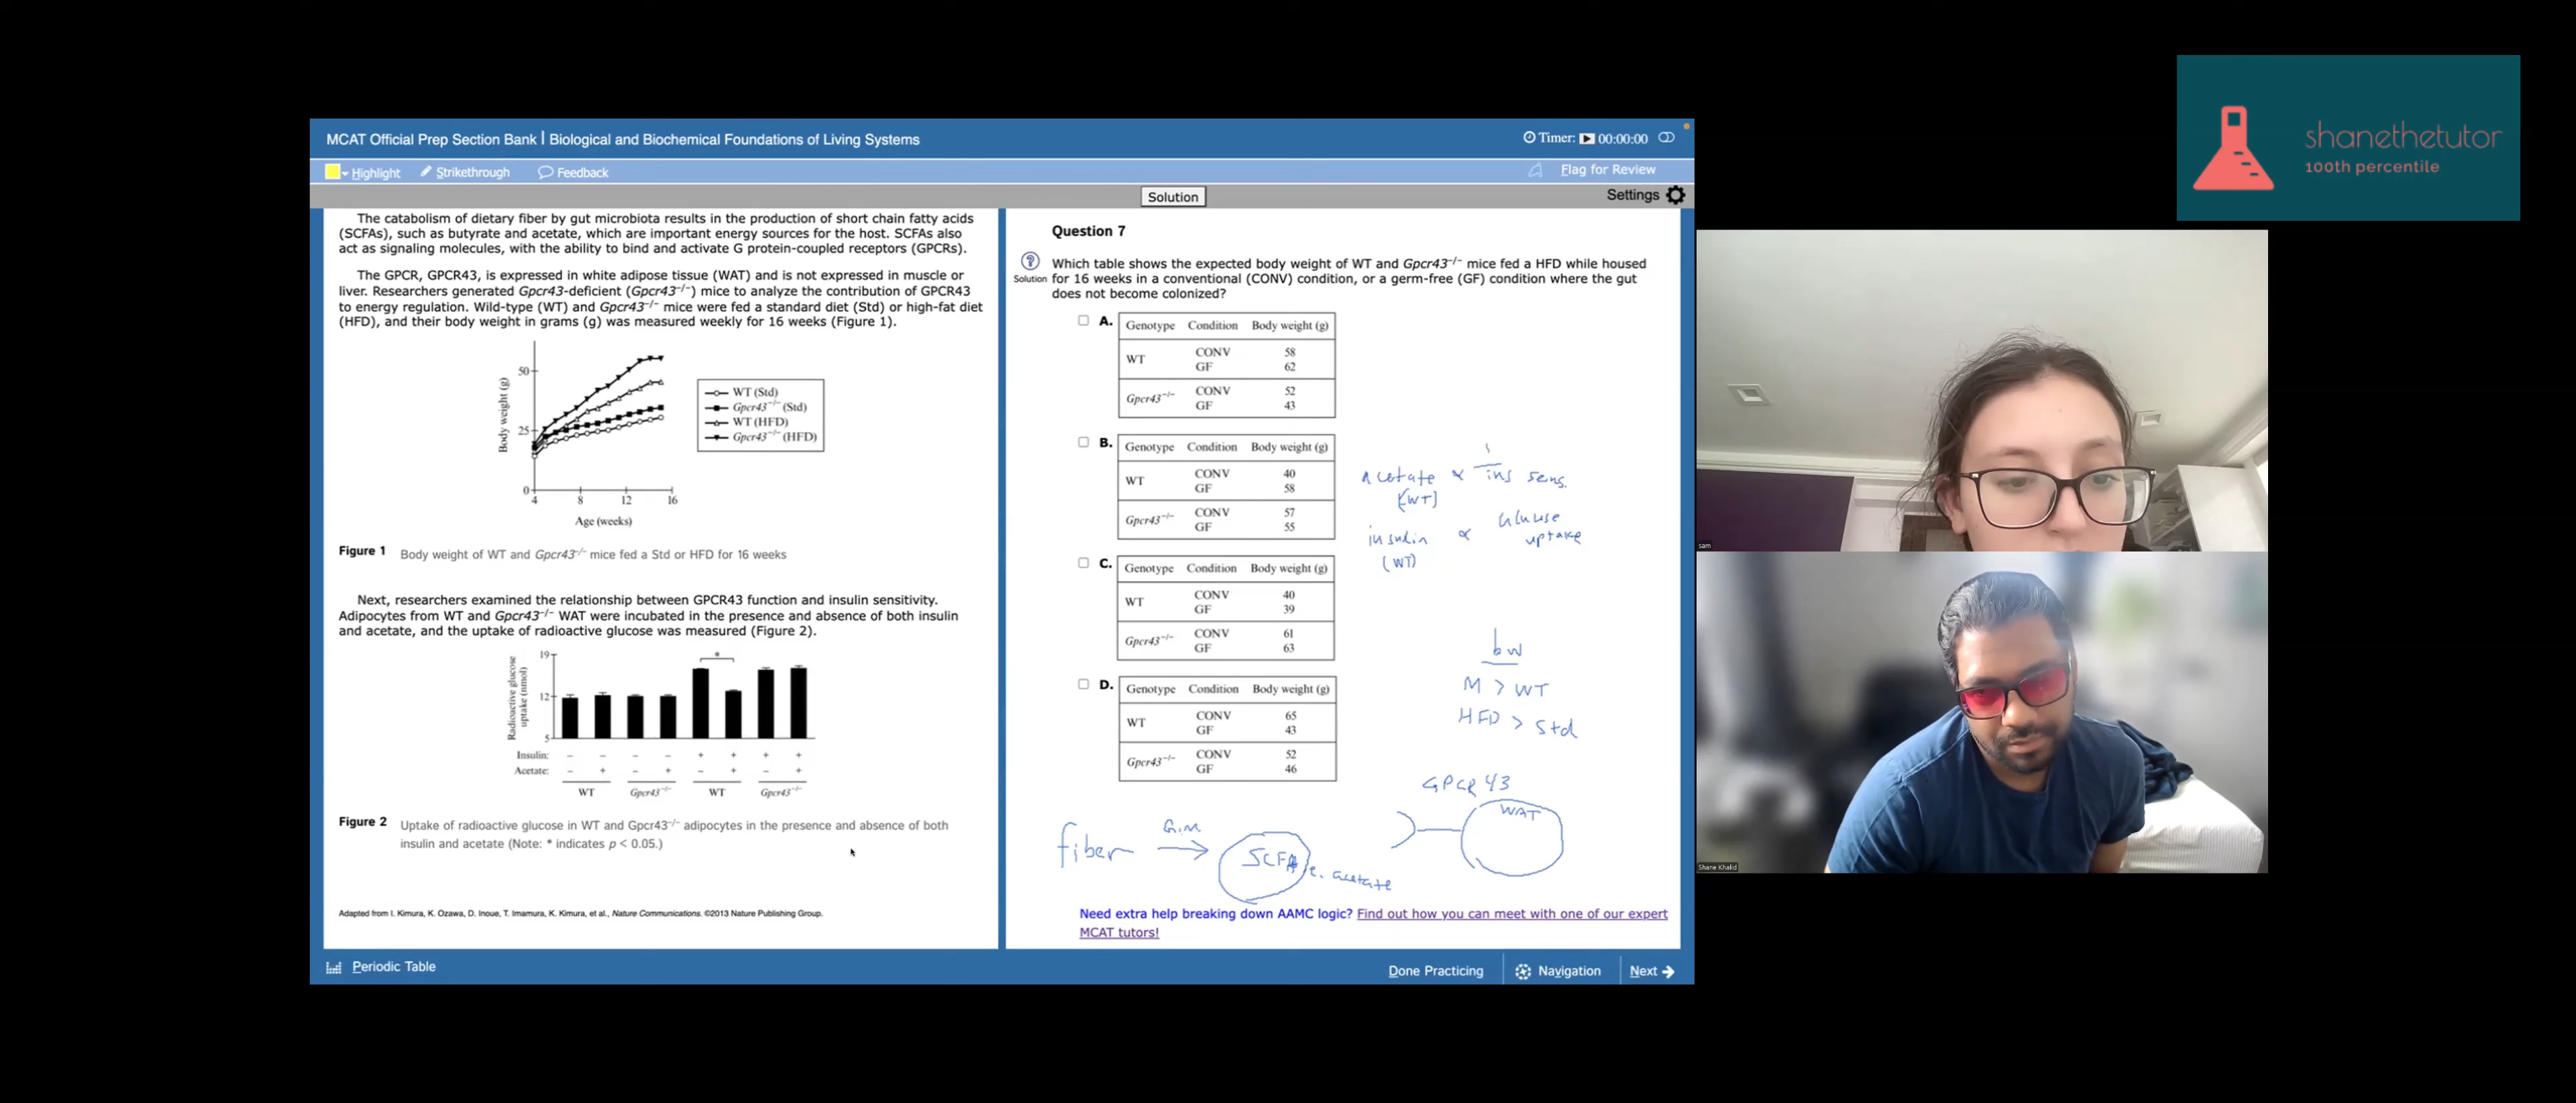 shanethetutor
100th percentile
MCAT Official Prep Section Bank | Biological and Biochemical Foundations of Living Systems
Timer: 00:00:00
Highlight
Strikethrough
Feedback
Flag for Review
Solution
Settings
The catabolism of dietary fiber by gut microbiota results in the production of short chain fatty acids
(SCFAs), such as butyrate and acetate, which are important energy sources for the host. SCFAs also
act as signaling molecules, with the ability to bind and activate G protein-coupled receptors (GPCRs).
The GPCR, GPCR43, is expressed in white adipose tissue (WAT) and is not expressed in muscle or
liver. Researchers generated Gpcr43-deficient (Gpcr43−/−) mice to analyze the contribution of GPCR43
to energy regulation. Wild-type (WT) and Gpcr43−/− mice were fed a standard diet (Std) or high-fat diet
(HFD), and their body weight in grams (g) was measured weekly for 16 weeks (Figure 1).
Body weight (g)
50
25
0
4 8 12 16
Age (weeks)
WT (Std)
Gpcr43−/− (Std)
WT (HFD)
Gpcr43−/− (HFD)
Figure 1 Body weight of WT and Gpcr43−/− mice fed a Std or HFD for 16 weeks
Next, researchers examined the relationship between GPCR43 function and insulin sensitivity.
Adipocytes from WT and Gpcr43−/− WAT were incubated in the presence and absence of both insulin
and acetate, and the uptake of radioactive glucose was measured (Figure 2).
Radioactive glucose
uptake (nmol)
19
12
5
*
Insulin: − − − − + + + +
Acetate: − + − + − + − +
WT Gpcr43−/− WT Gpcr43−/−
Figure 2 Uptake of radioactive glucose in WT and Gpcr43−/− adipocytes in the presence and absence of both
insulin and acetate (Note: * indicates p < 0.05.)
Adapted from I. Kimura, K. Ozawa, D. Inoue, T. Imamura, K. Kimura, et al., Nature Communications. ©2013 Nature Publishing Group.
Question 7
Solution
Which table shows the expected body weight of WT and Gpcr43−/− mice fed a HFD while housed
for 16 weeks in a conventional (CONV) condition, or a germ-free (GF) condition where the gut
does not become colonized?
A.
Genotype Condition Body weight (g)
WT
CONV 58
GF 62
Gpcr43−/−
CONV 52
GF 43
B.
Genotype Condition Body weight (g)
WT
CONV 40
GF 58
Gpcr43−/−
CONV 57
GF 55
C.
Genotype Condition Body weight (g)
WT
CONV 40
GF 39
Gpcr43−/−
CONV 61
GF 63
D.
Genotype Condition Body weight (g)
WT
CONV 65
GF 43
Gpcr43−/−
CONV 52
GF 46
acetate ∝ ins sens.
(WT)
insulin ∝ glucose
uptake
(WT)
bw
M > WT
HFD > Std
GPCR 43
WAT
fiber
G.M
SCFA
acetate
Need extra help breaking down AAMC logic? Find out how you can meet with one of our expert
MCAT tutors!
Periodic Table
Done Practicing
Navigation
Next
sam
Shane Khalid